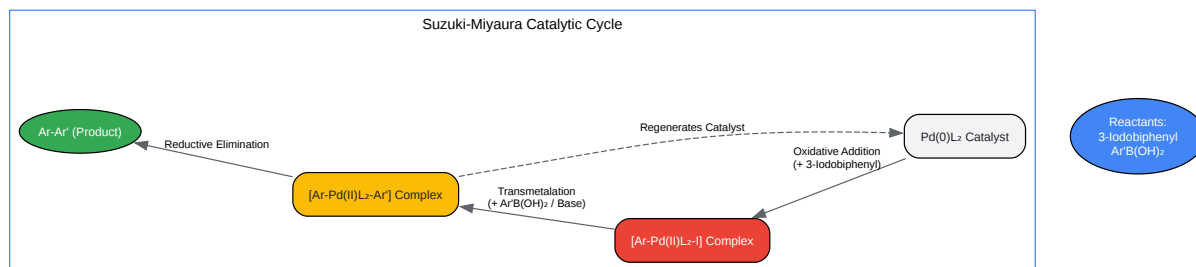 Suzuki-Miyaura Catalytic Cycle
Ar-Ar' (Product)
Reductive Elimination
[Ar-Pd(II)L₂-Ar'] Complex
Regenerates Catalyst
Transmetalation
(+ Ar'B(OH)₂ / Base)
[Ar-Pd(II)L₂-I] Complex
Oxidative Addition
(+ 3-Iodobiphenyl)
Pd(0)L₂ Catalyst
Reactants:
3-Iodobiphenyl
Ar'B(OH)₂